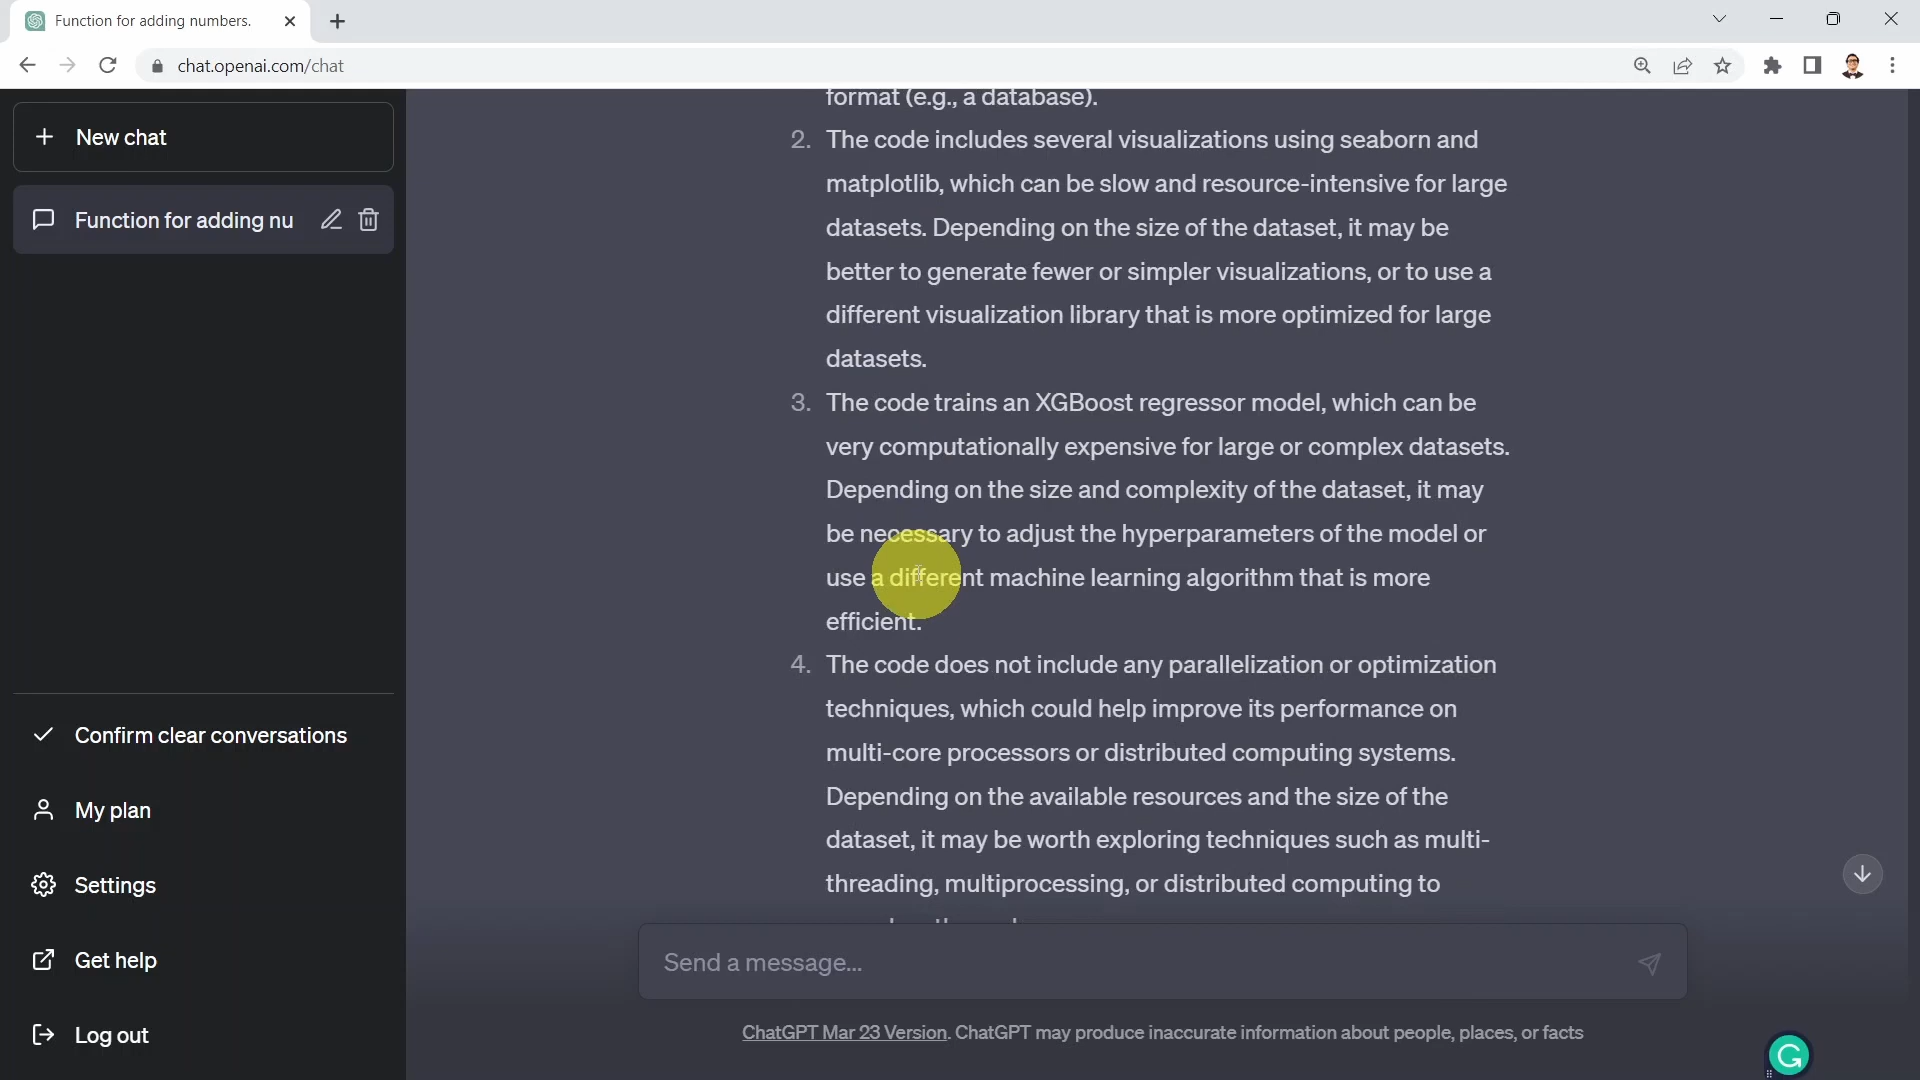 Function for adding numbers.
chat.openai.com/chat
New chat
Function for adding nu
Confirm clear conversations
My plan
Settings
Get help
Log out
format (e.g., a database).
2. The code includes several visualizations using seaborn and
matplotlib, which can be slow and resource-intensive for large
datasets. Depending on the size of the dataset, it may be
better to generate fewer or simpler visualizations, or to use a
different visualization library that is more optimized for large
datasets.
3. The code trains an XGBoost regressor model, which can be
very computationally expensive for large or complex datasets.
Depending on the size and complexity of the dataset, it may
be necessary to adjust the hyperparameters of the model or
use a different machine learning algorithm that is more
efficient.
4. The code does not include any parallelization or optimization
techniques, which could help improve its performance on
multi-core processors or distributed computing systems.
Depending on the available resources and the size of the
dataset, it may be worth exploring techniques such as multi-
threading, multiprocessing, or distributed computing to
Send a message...
ChatGPT Mar 23 Version. ChatGPT may produce inaccurate information about people, places, or facts